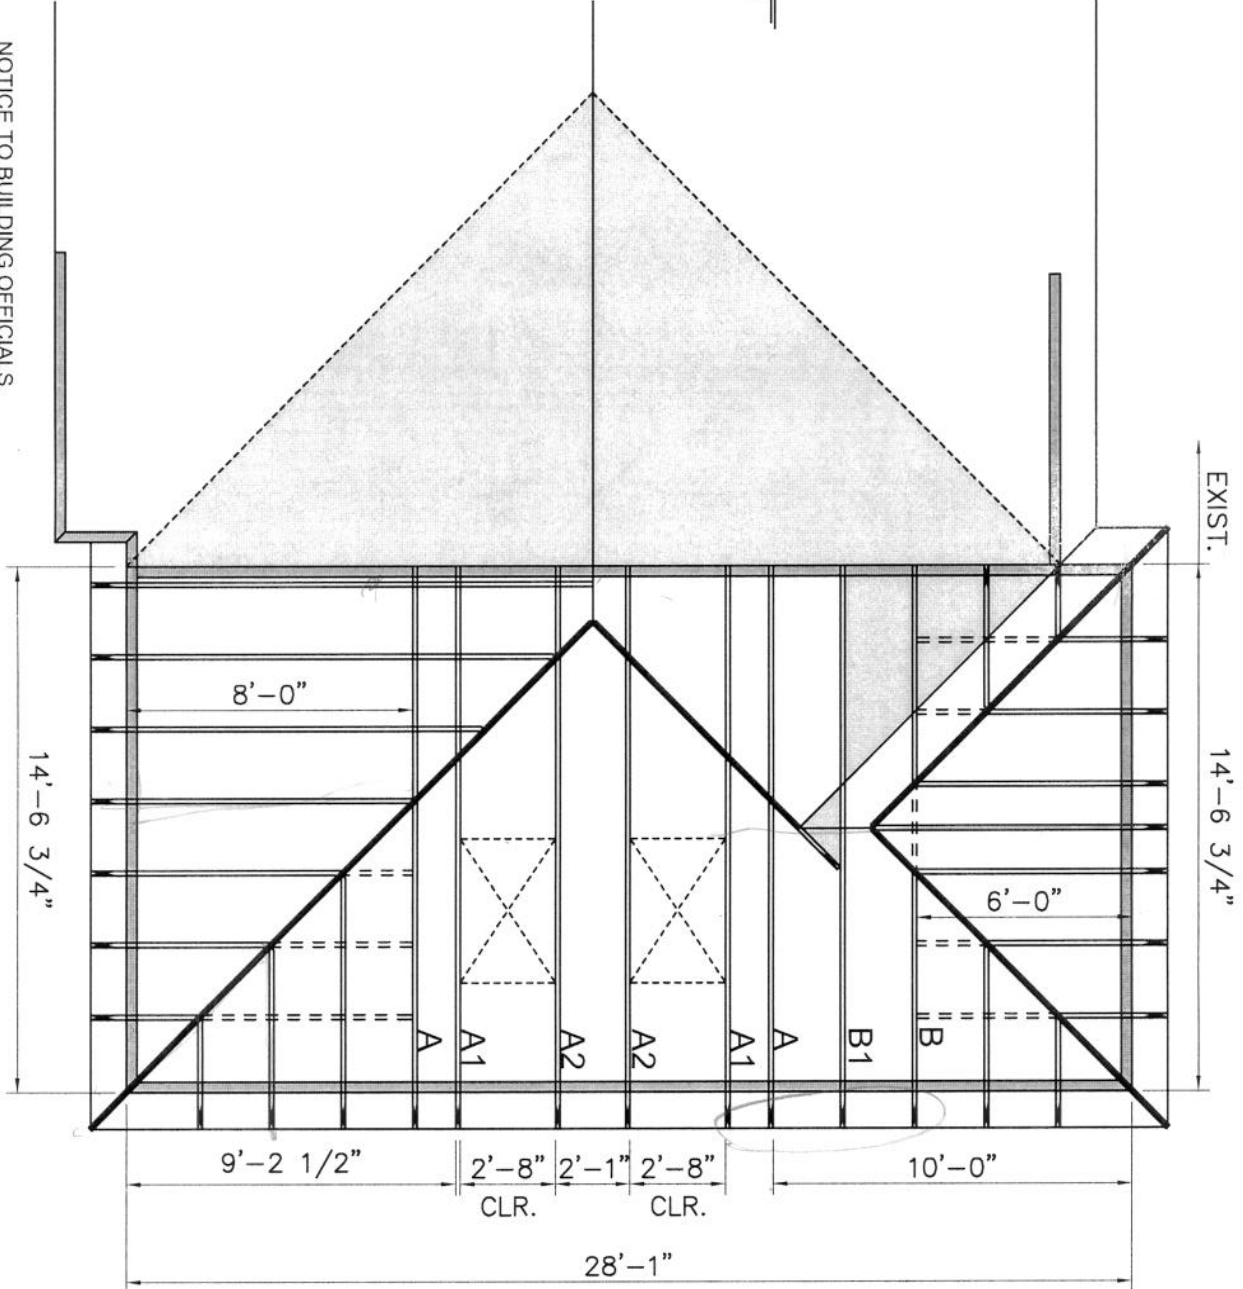 NOTICE TO BUILDING OFFICIALS
EXIST.
8'-0"
14'-6 3/4"
14'-6 3/4"
6'-0"
A
A1
A2
A2
A1
A
B1
B
9'-2 1/2"
2'-8"
2'-1"
2'-8"
10'-0"
CLR.
CLR.
28'-1"